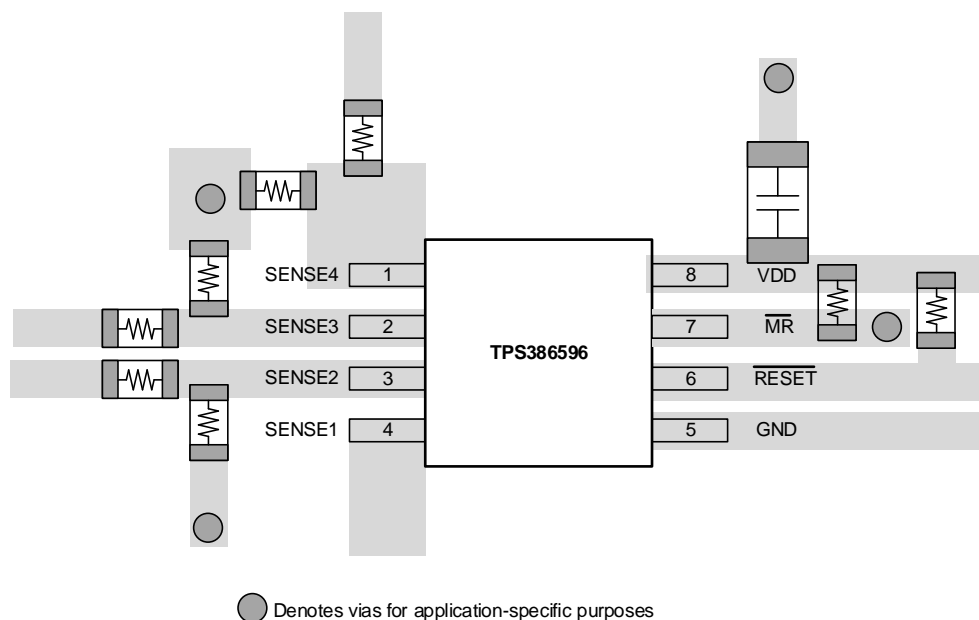 SENSE4 1
SENSE3 2
SENSE2 3
SENSE1 4
TPS386596
8 VDD
7 MR
6 RESET
5 GND
Denotes vias for application-specific purposes